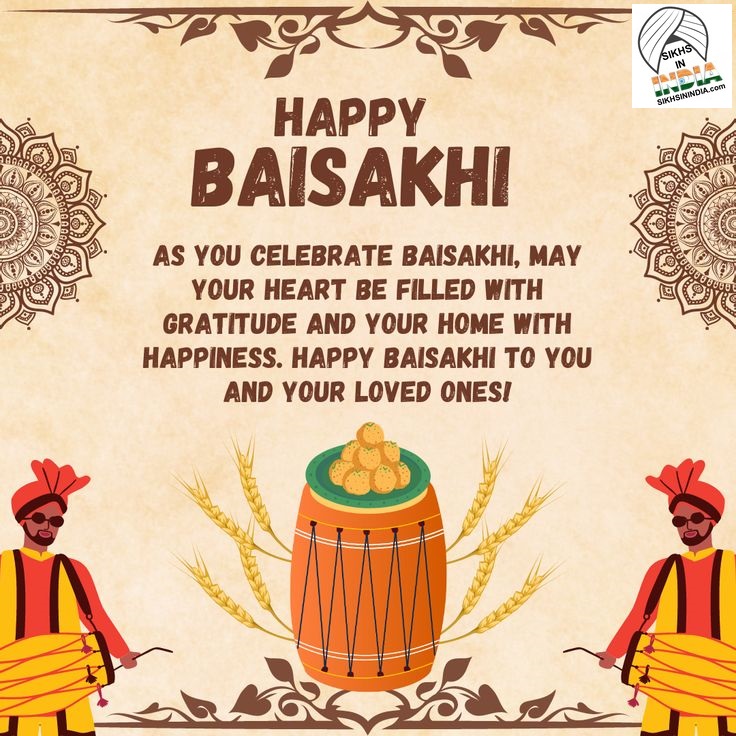 SIKHS
IN
INDIA
SIKHSININDIA.com
HAPPY
BAISAKHI
AS YOU CELEBRATE BAISAKHI, MAY
YOUR HEART BE FILLED WITH
GRATITUDE AND YOUR HOME WITH
HAPPINESS. HAPPY BAISAKHI TO YOU
AND YOUR LOVED ONES!